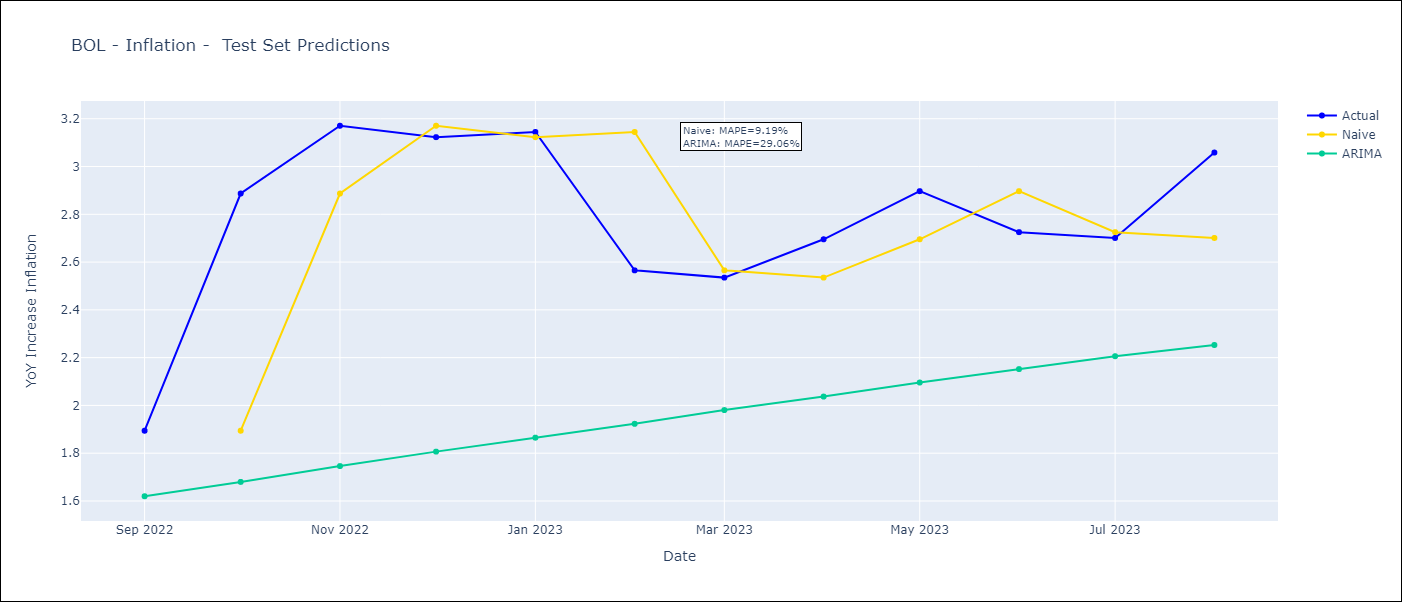 BOL - Inflation -  Test Set Predictions
3.2
3
2.8
2.6
2.4
2.2
2
1.8
1.6
YoY Increase Inflation
Naive: MAPE=9.19%
ARIMA: MAPE=29.06%
Actual
Naive
ARIMA
Sep 2022
Nov 2022
Jan 2023
Mar 2023
May 2023
Jul 2023
Date